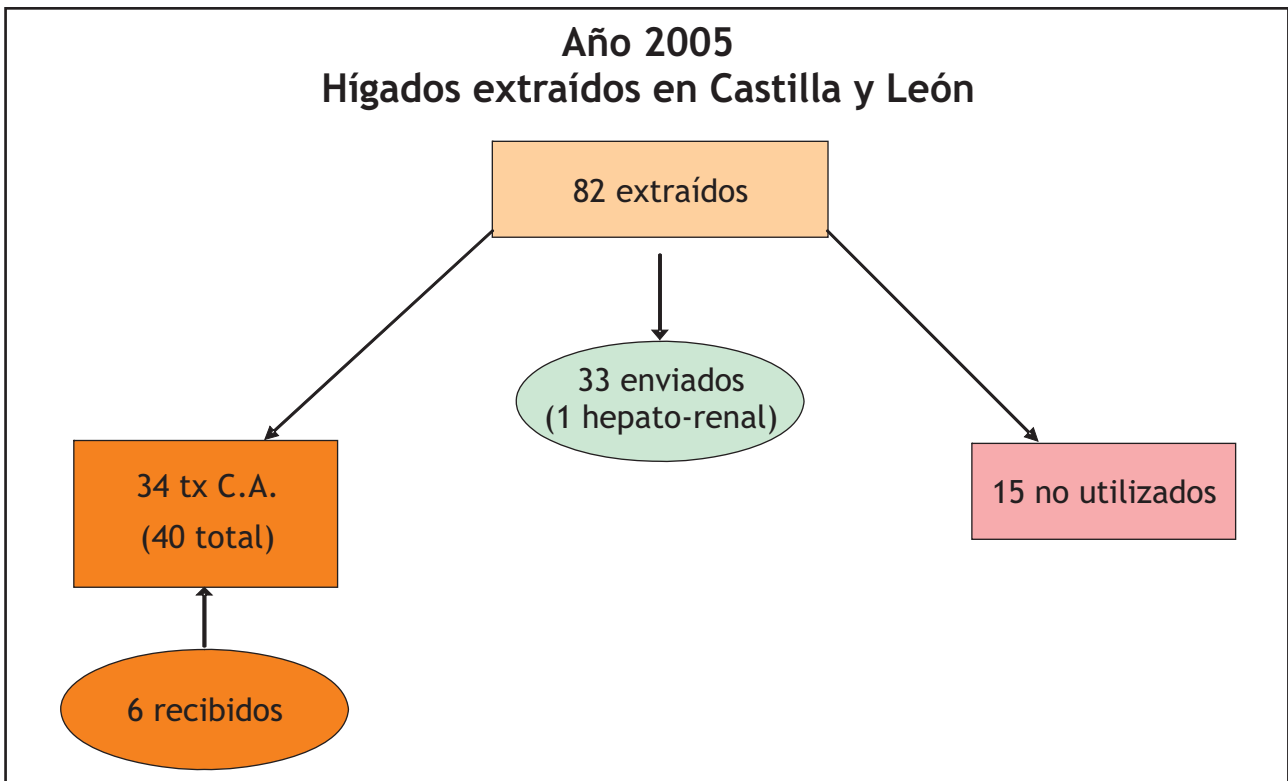 Año 2005
Hígados extraídos en Castilla y León
82 extraídos
33 enviados
(1 hepato-renal)
34 tx C.A.
(40 total)
15 no utilizados
6 recibidos